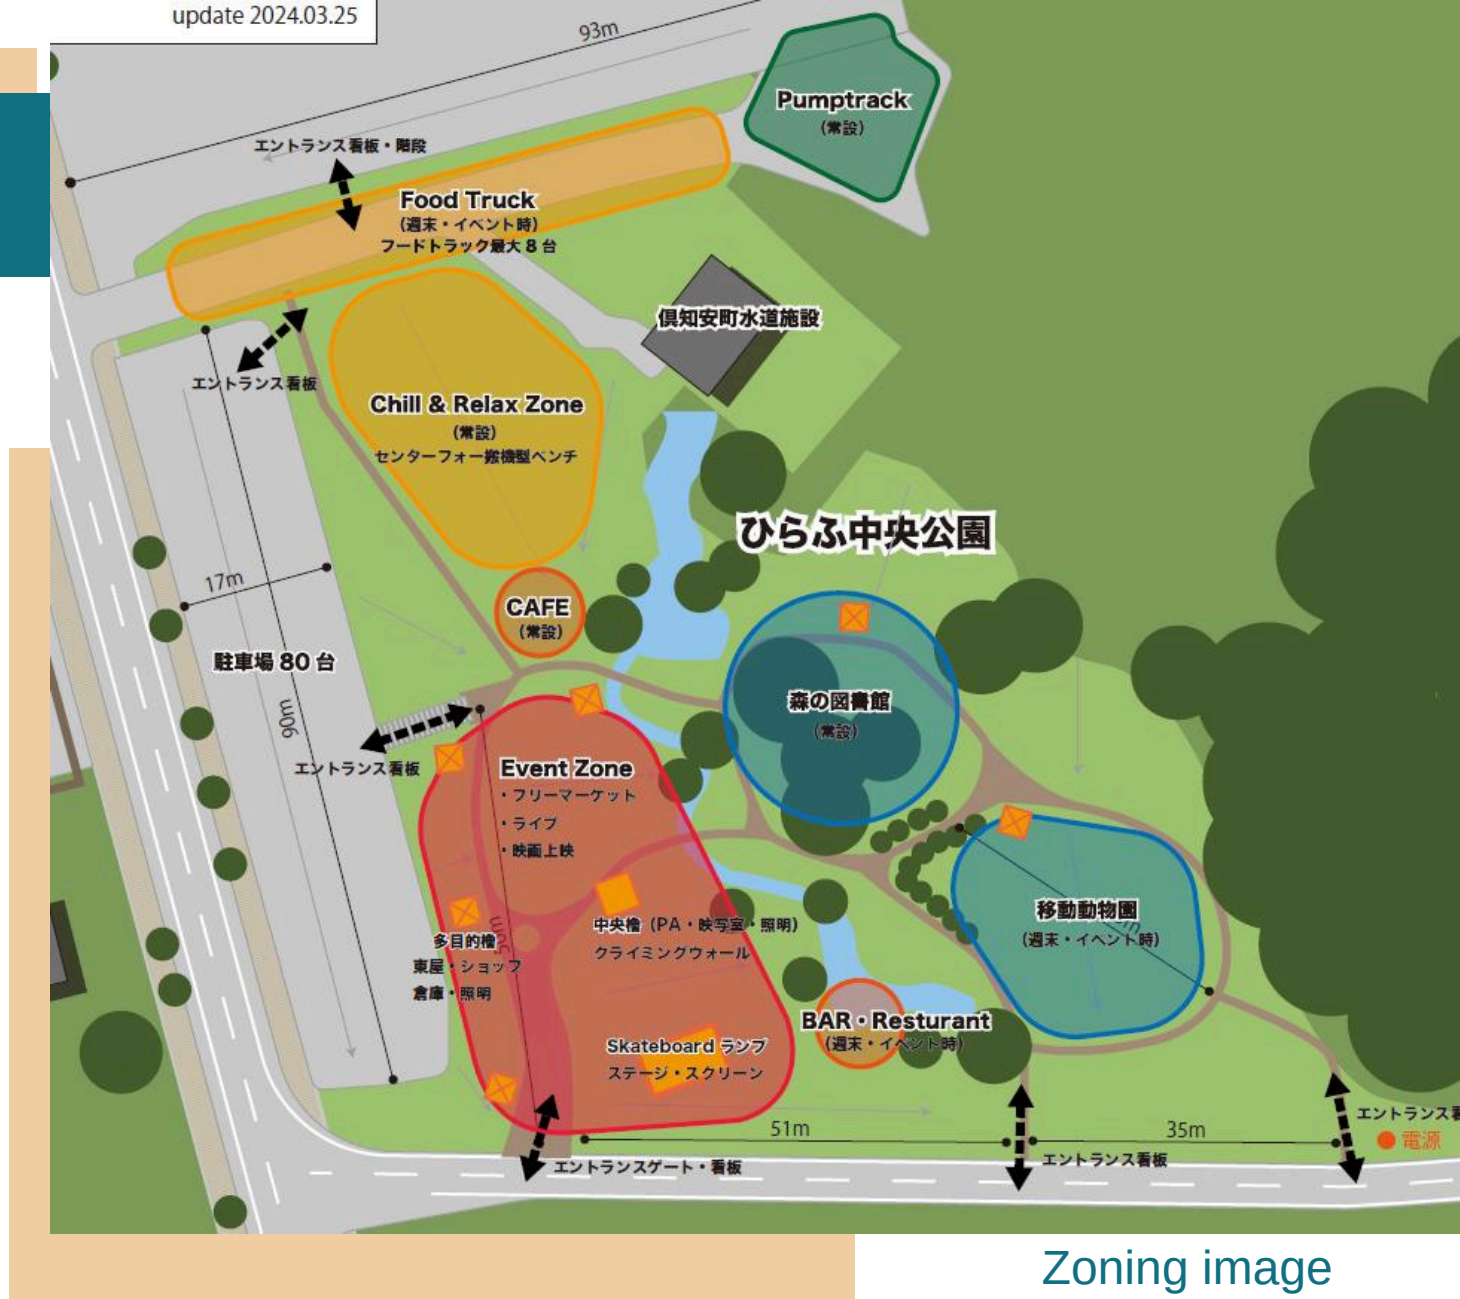 update 2024.03.25
93m
Pumptrack
(常設)
エントランス看板・階段
Food Truck
(週末・イベント時)
フードトラック最大 8 台
倶知安町水道施設
エントランス看板
Chill & Relax Zone
(常設)
センターフォー搬機型ベンチ
ひらふ中央公園
17m
CAFE
(常設)
駐車場 80 台
90m
森の図書館
(常設)
エントランス看板
Event Zone
・フリーマーケット
・ライブ
・映画上映
移動動物園
(週末・イベント時)
中央櫓（PA・映写室・照明）
クライミングウォール
多目的櫓
東屋・ショップ
倉庫・照明
BAR・Resturant
(週末・イベント時)
Skateboard ランプ
ステージ・スクリーン
51m
35m
エントランス
電源
エントランスゲート・看板
エントランス看板
Zoning image